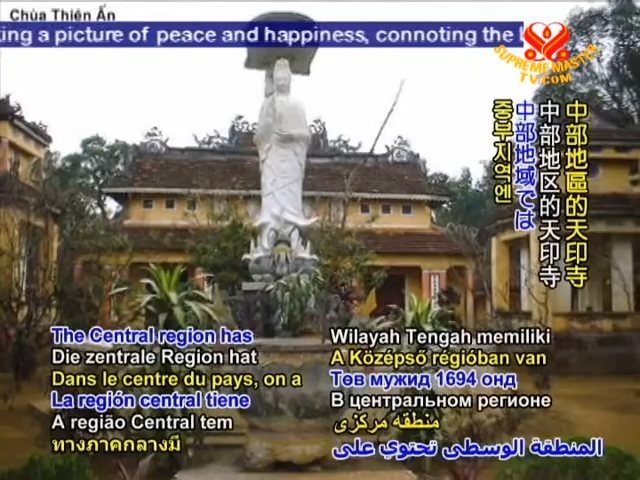 Chùa Thiên Ấn
ing a picture of peace and happiness, connoting the
SUPREME MASTER
TV.COM
中部地區的天印寺
中部地区的天印寺
中部地域では
중부지역엔
The Central region has
Die zentrale Region hat
Dans le centre du pays, on a
La región central tiene
A região Central tem
ทางภาคกลางมี
Wilayah Tengah memiliki
A Középső régióban van
Төв мужид 1694 онд
В центральном регионе
منطقه مرکزی
المنطقة الوسطى تحتوي على